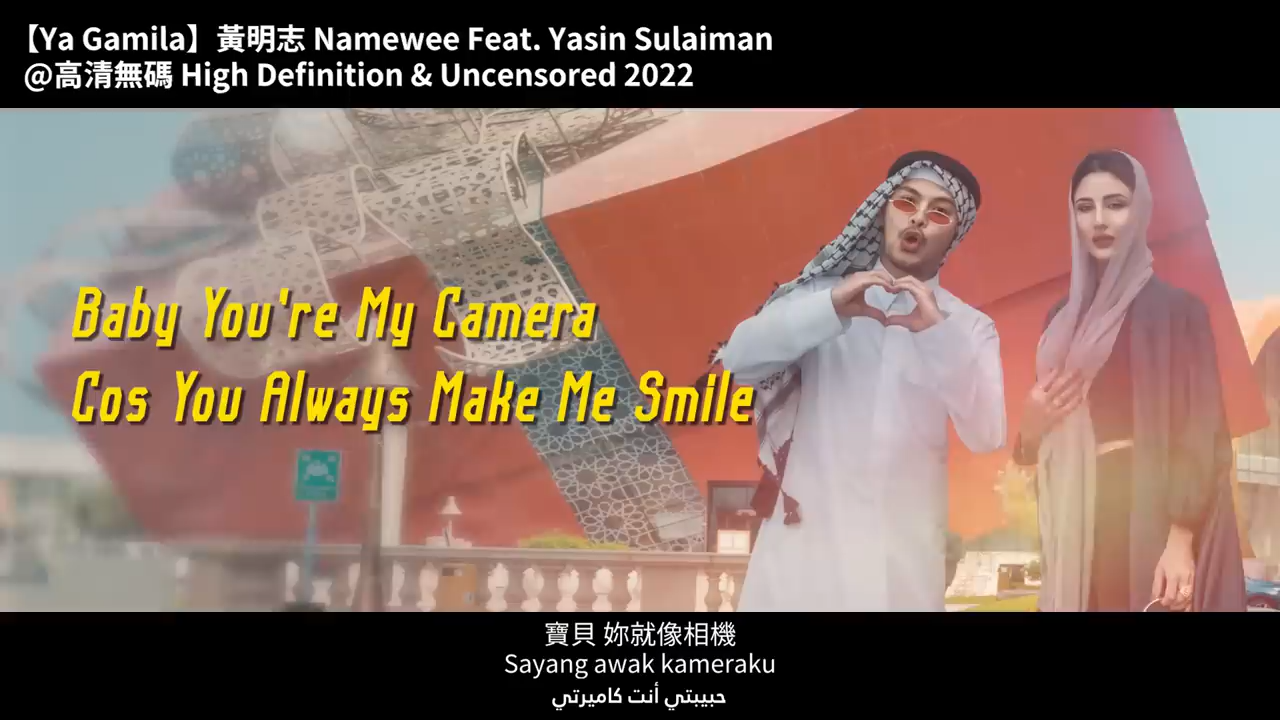 【Ya Gamila】黃明志 Namewee Feat. Yasin Sulaiman
@高清無碼 High Definition & Uncensored 2022
Baby You're My Camera
Cos You Always Make Me Smile
寶貝 妳就像相機
Sayang awak kameraku
حبيبتي أنت كاميرتي